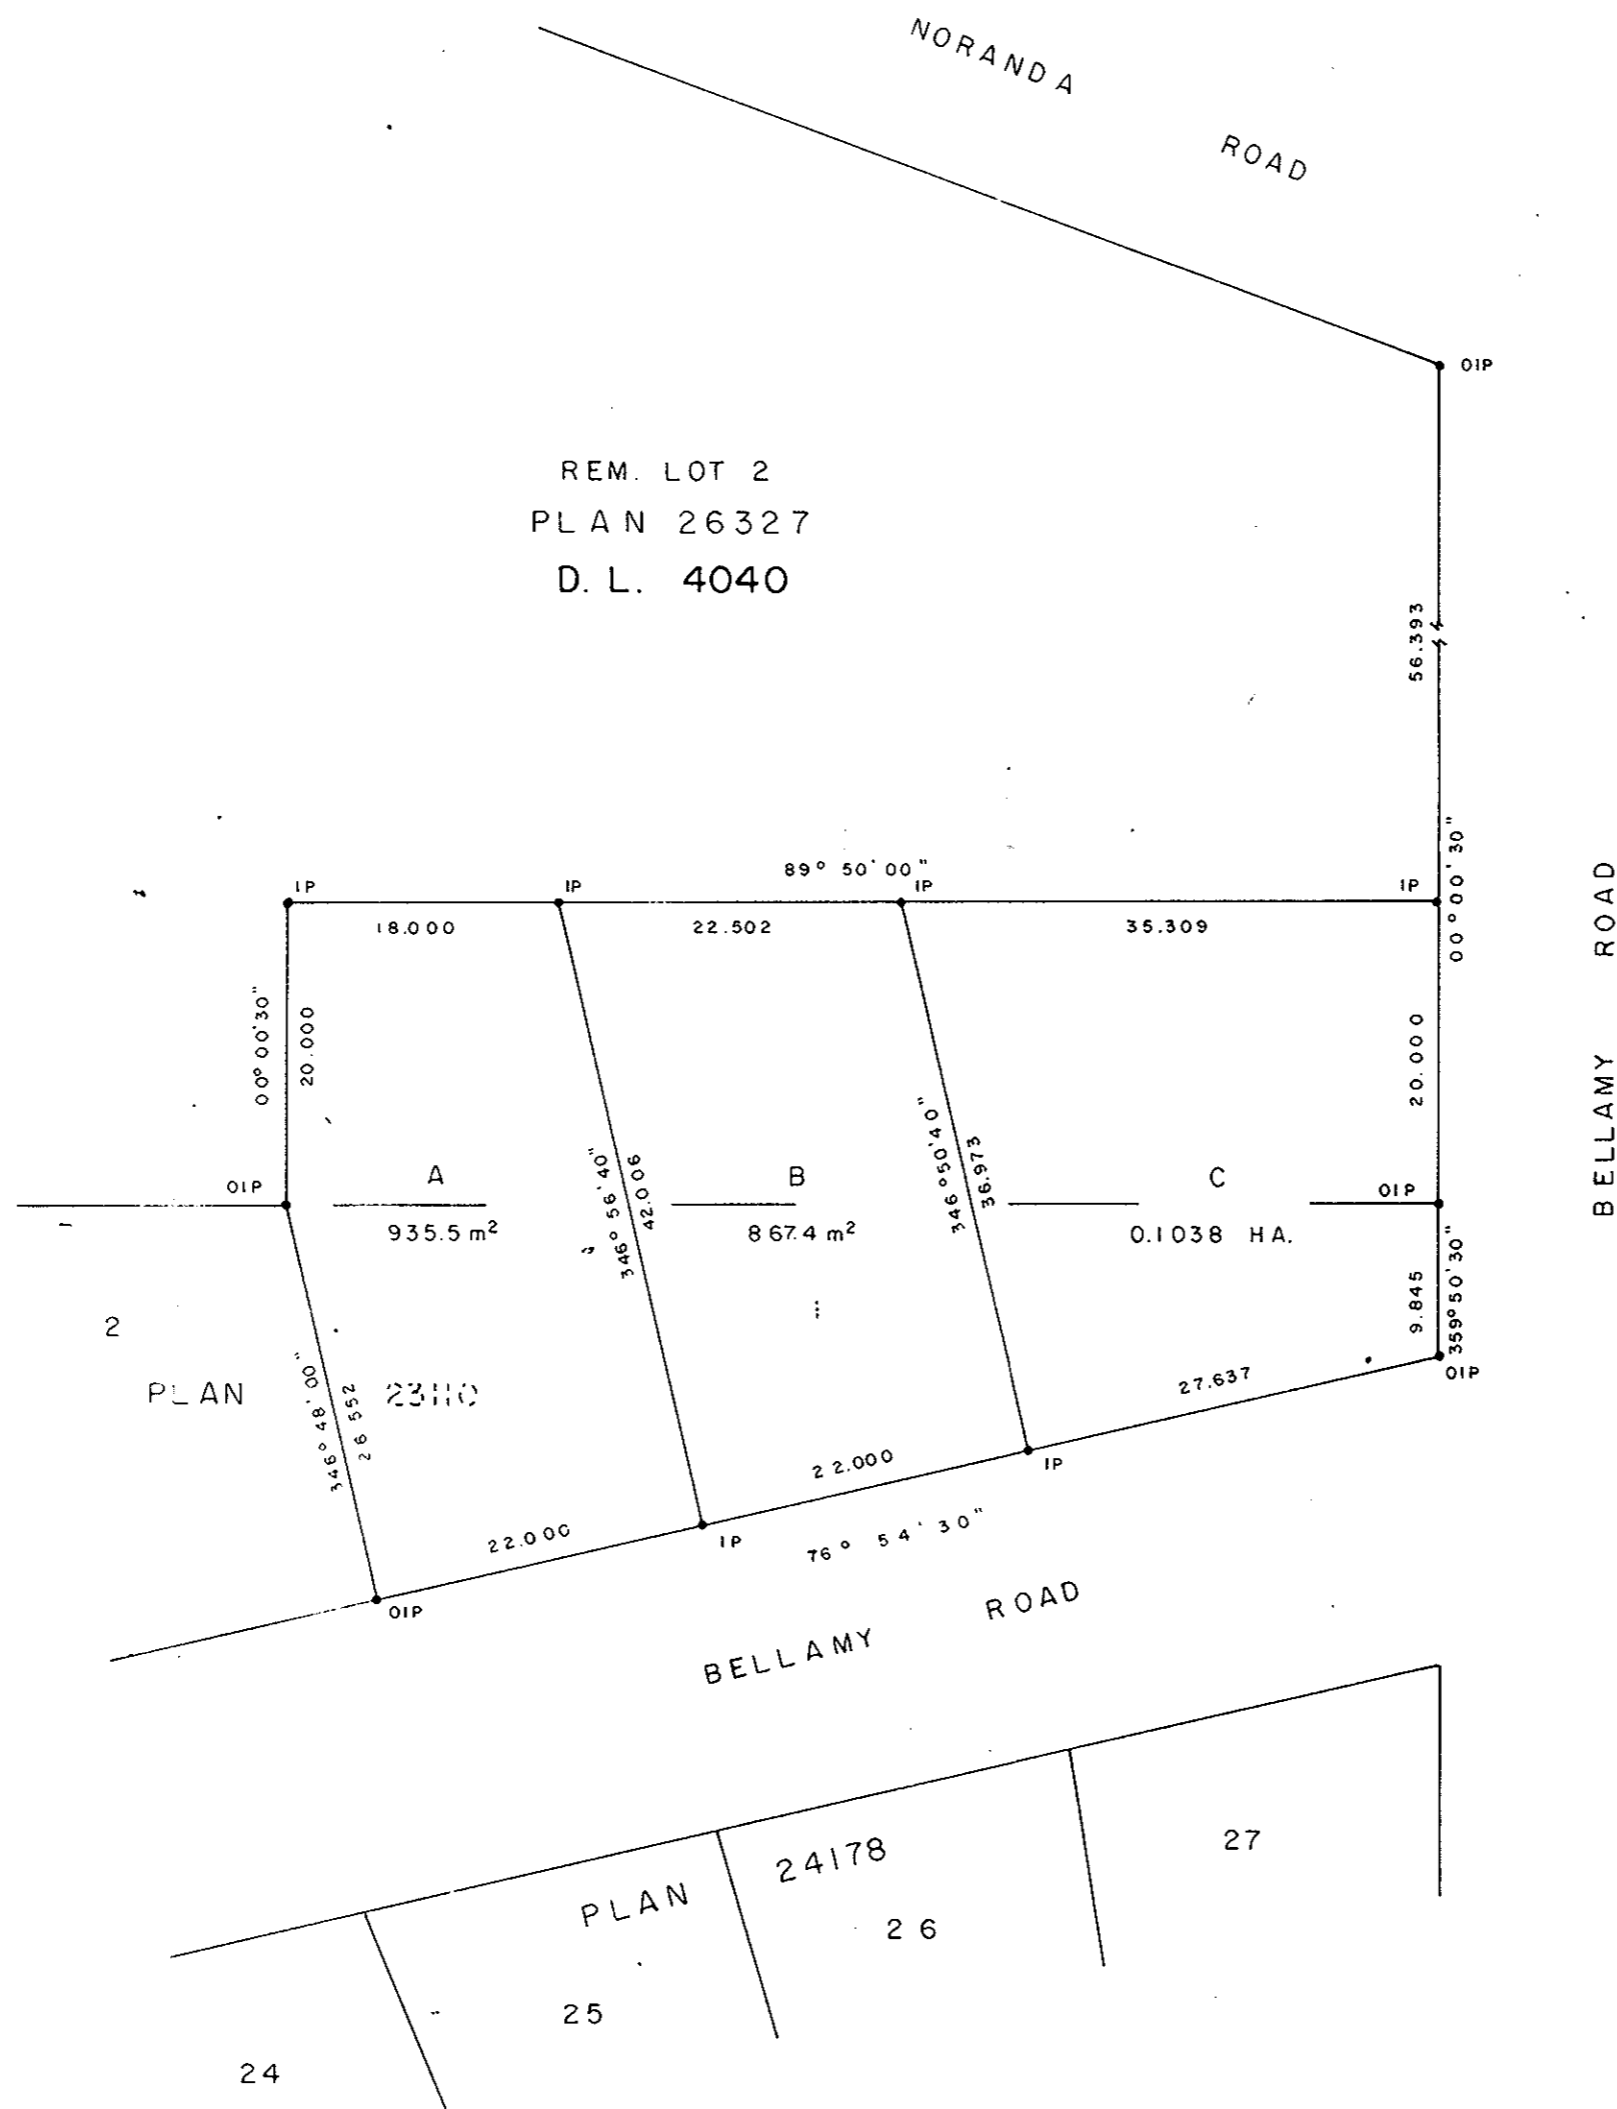 NORANDA ROAD
OIP
REM. LOT 2
PLAN 26327
D. L. 4040
56.393
00° 00' 30"
89° 50' 00"
IP
IP
IP
IP
18.000
22.502
35.309
00° 00' 30"
20.000
20.000
BELLAMY ROAD
346° 56' 40"
42.006
346° 50' 40"
36.973
OIP
A
935.5 m²
B
867.4 m²
C
0.1038 HA.
OIP
9.845
359° 50' 30"
OIP
2
PLAN 23110
346° 48' 00"
26 552
27.637
22.000
22.000
IP
IP
OIP
76° 54' 30"
BELLAMY ROAD
PLAN 24178
27
26
25
24